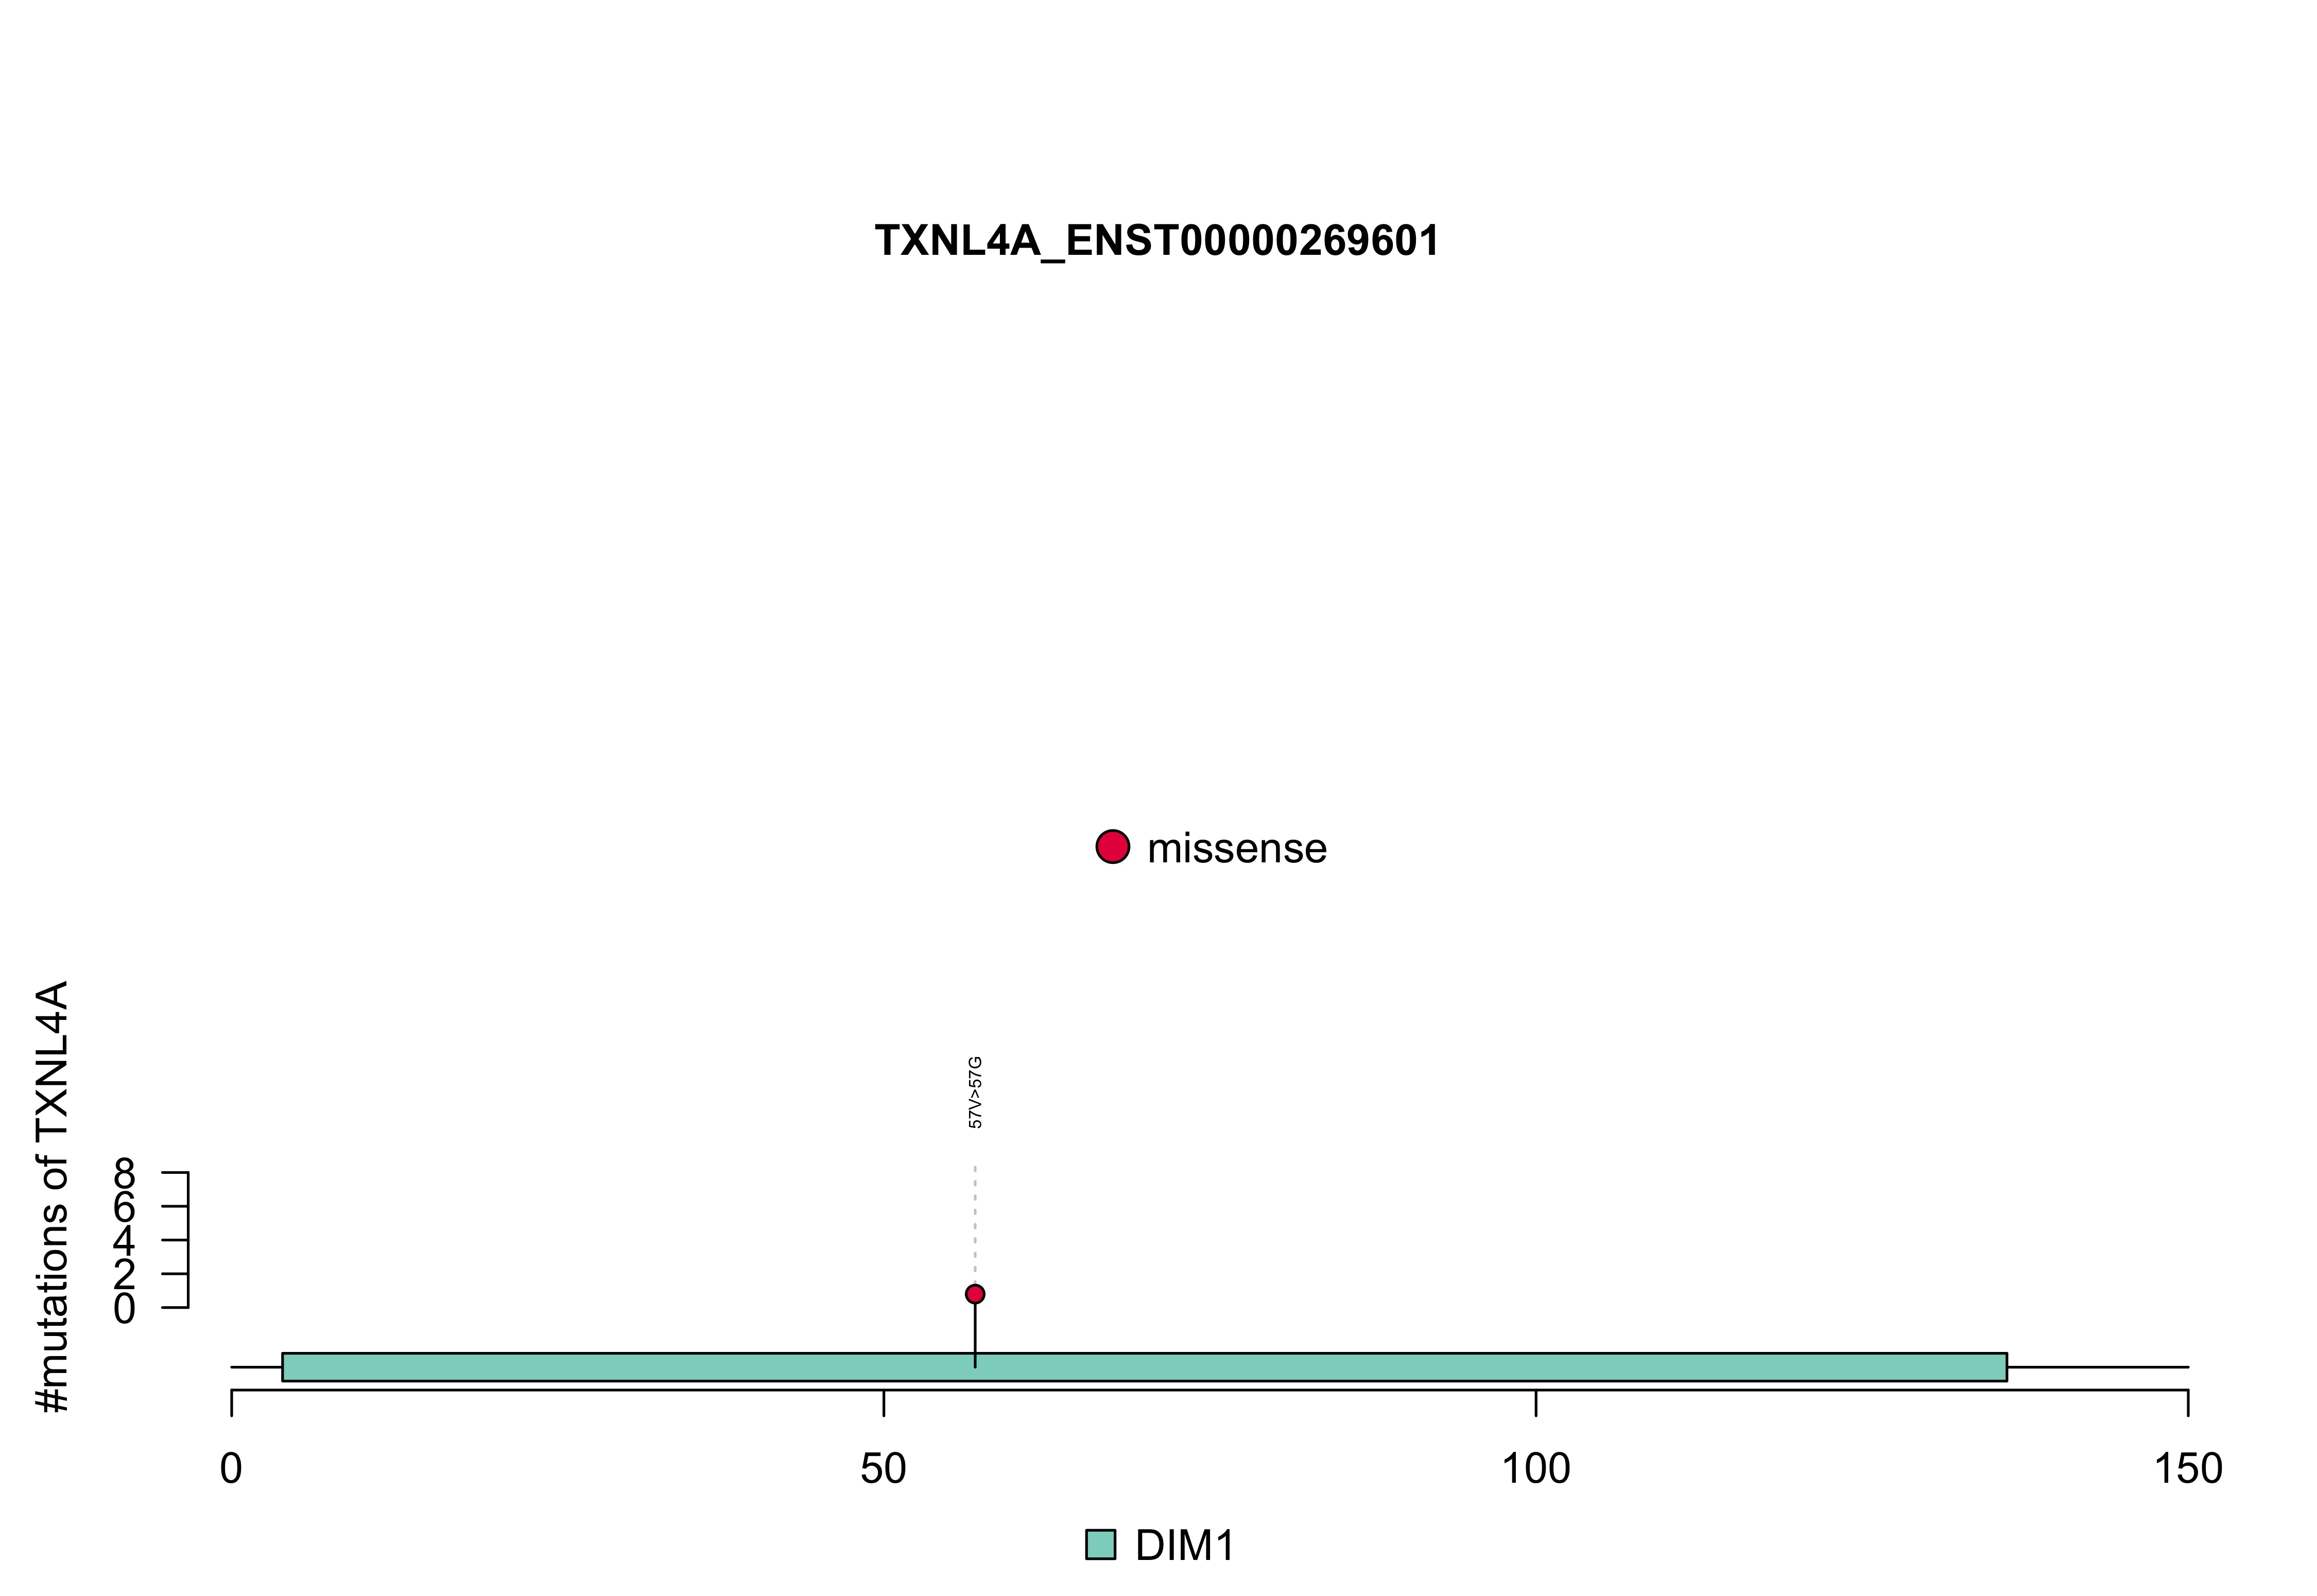 TXNL4A_ENST00000269601
missense
#mutations of TXNL4A
57V>57G
8
6
4
2
0
0 50 100 150
DIM1